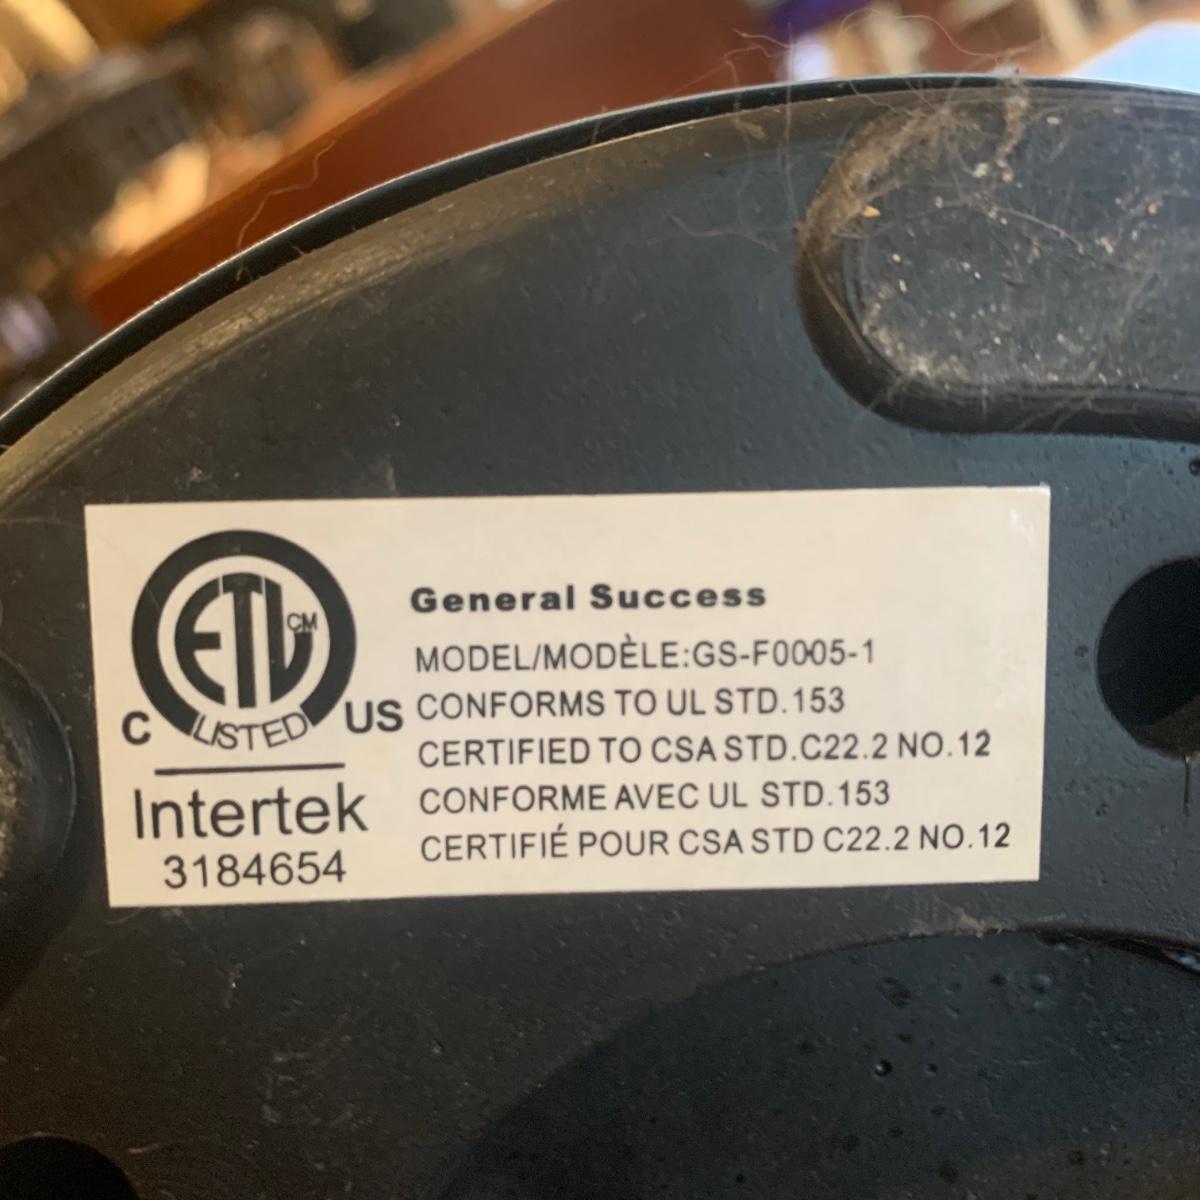 ETL CM
LISTED
C US
Intertek
3184654
General Success
MODEL/MODÈLE:GS-F0005-1
CONFORMS TO UL STD.153
CERTIFIED TO CSA STD.C22.2 NO.12
CONFORME AVEC UL STD.153
CERTIFIÉ POUR CSA STD C22.2 NO.12